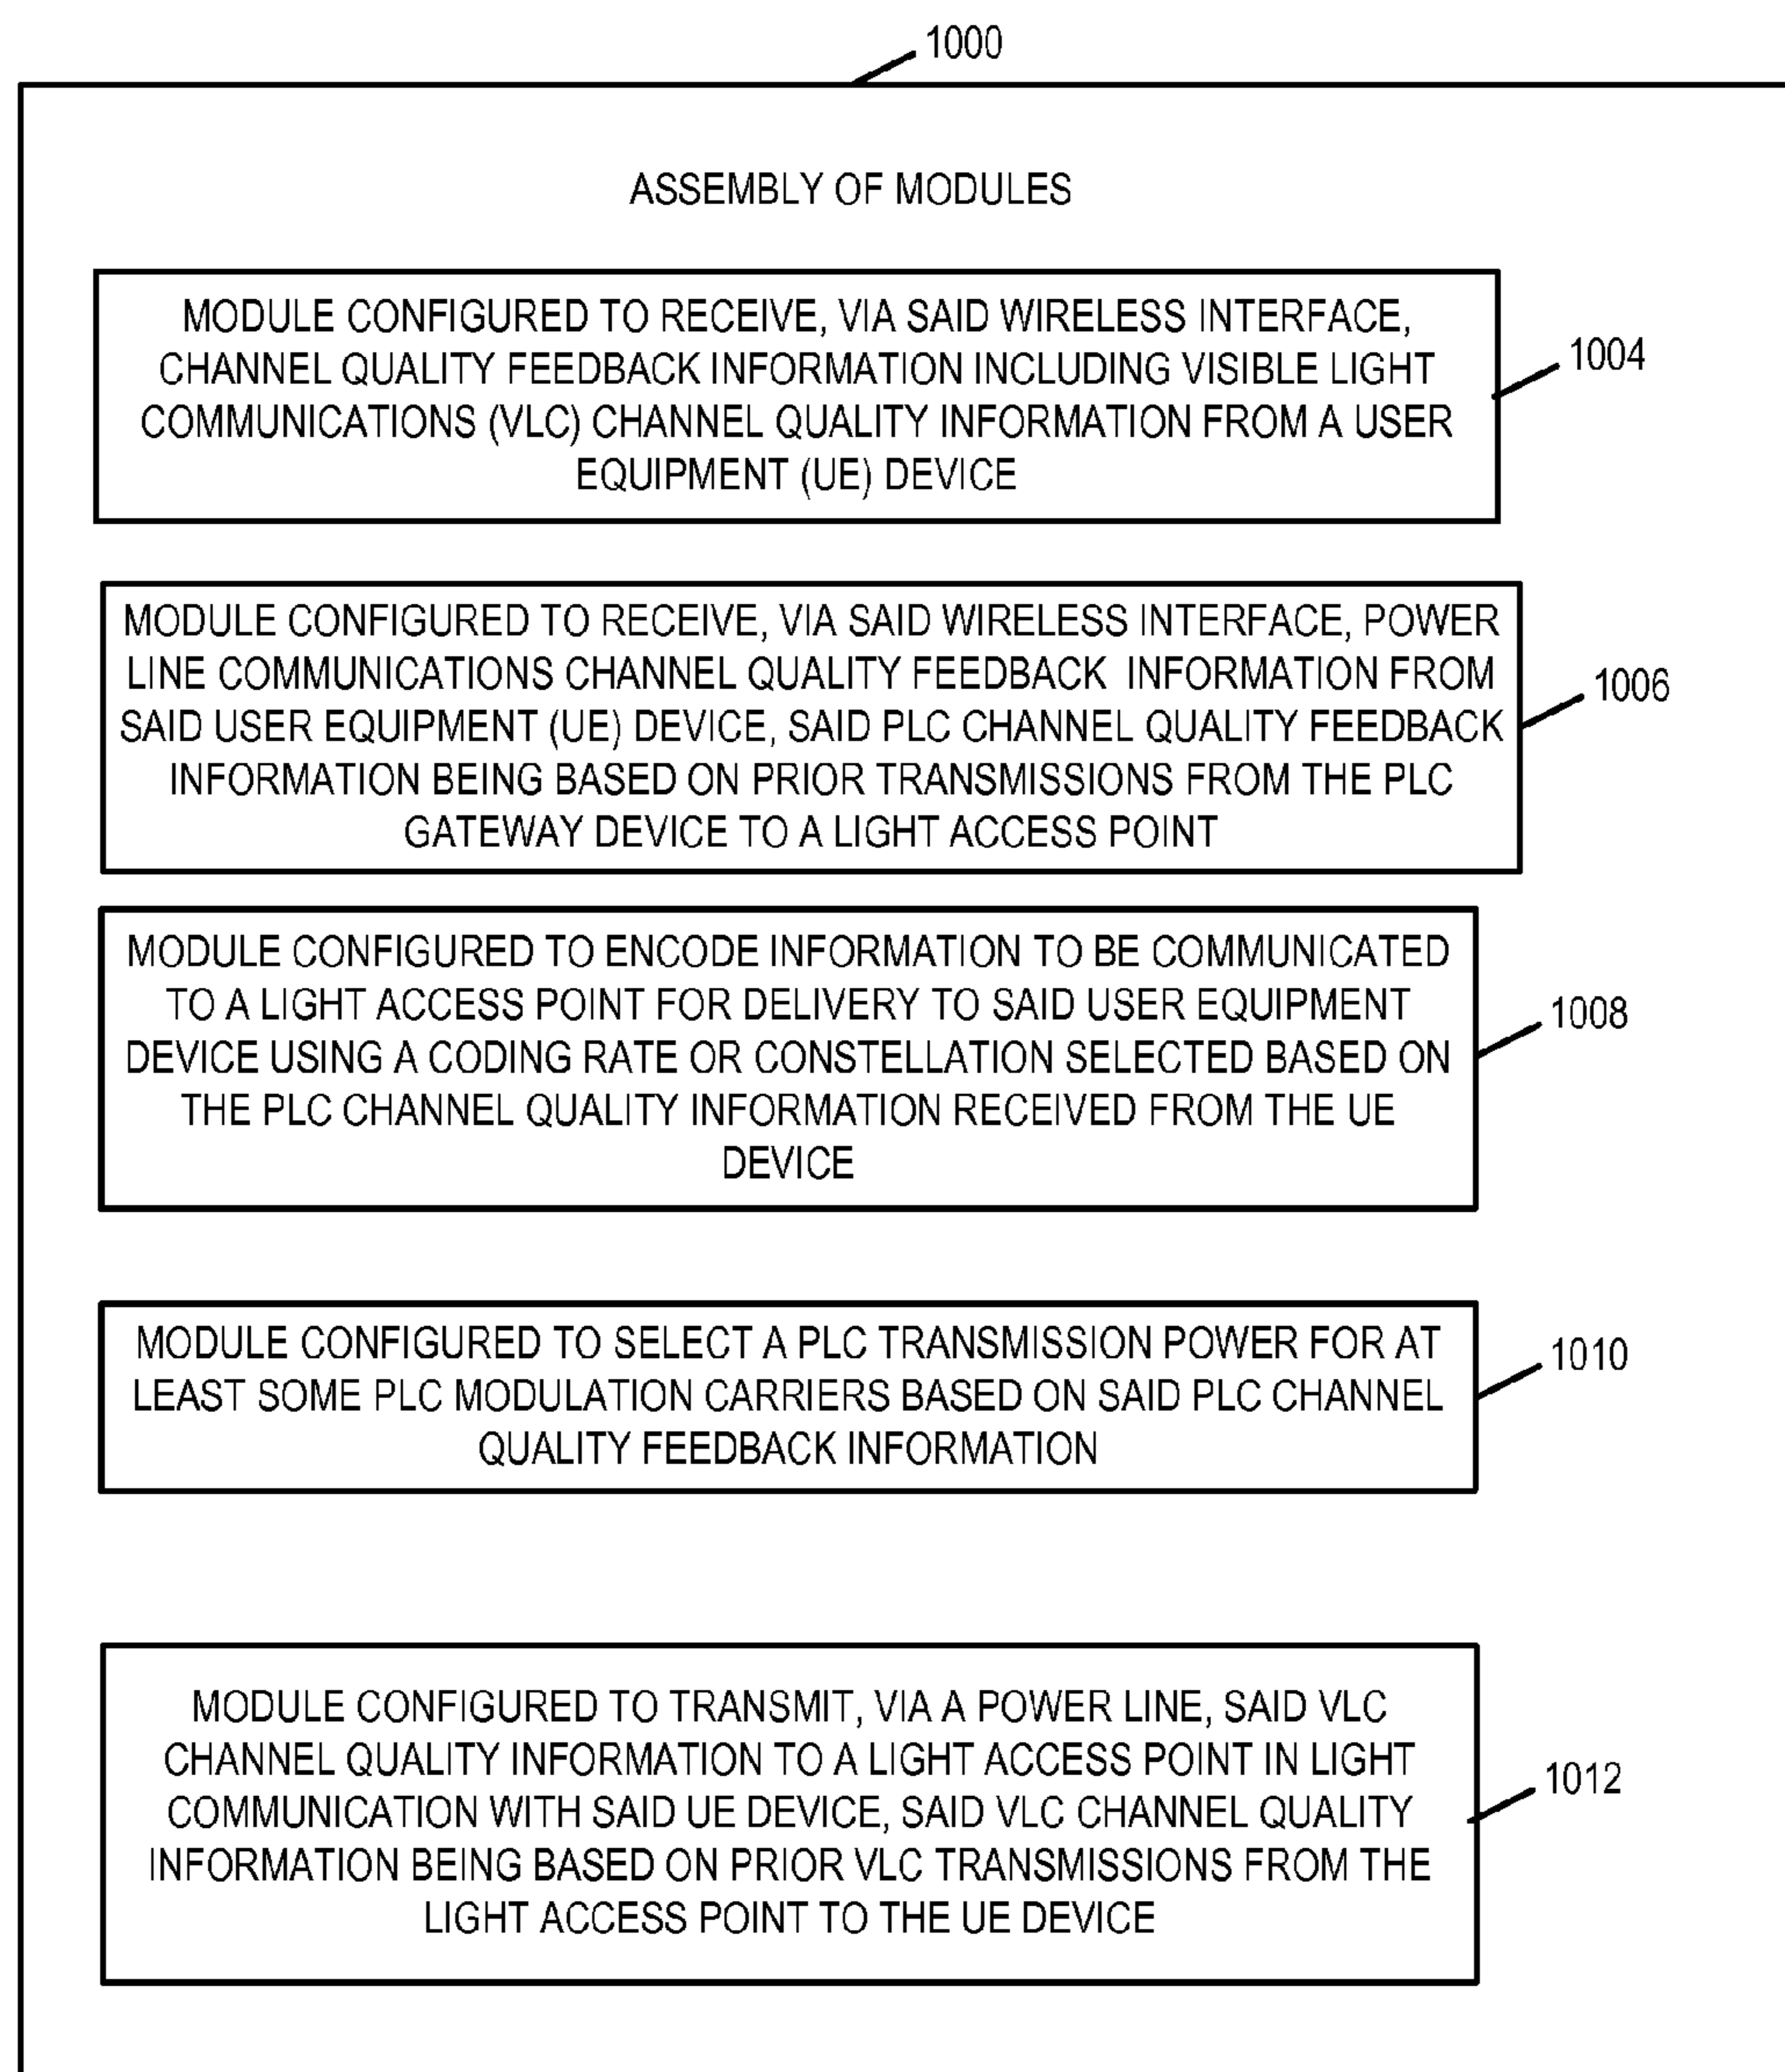 1000
ASSEMBLY OF MODULES
MODULE CONFIGURED TO RECEIVE, VIA SAID WIRELESS INTERFACE,
CHANNEL QUALITY FEEDBACK INFORMATION INCLUDING VISIBLE LIGHT
COMMUNICATIONS (VLC) CHANNEL QUALITY INFORMATION FROM A USER
EQUIPMENT (UE) DEVICE
1004
MODULE CONFIGURED TO RECEIVE, VIA SAID WIRELESS INTERFACE, POWER
LINE COMMUNICATIONS CHANNEL QUALITY FEEDBACK INFORMATION FROM
SAID USER EQUIPMENT (UE) DEVICE, SAID PLC CHANNEL QUALITY FEEDBACK
INFORMATION BEING BASED ON PRIOR TRANSMISSIONS FROM THE PLC
GATEWAY DEVICE TO A LIGHT ACCESS POINT
1006
MODULE CONFIGURED TO ENCODE INFORMATION TO BE COMMUNICATED
TO A LIGHT ACCESS POINT FOR DELIVERY TO SAID USER EQUIPMENT
DEVICE USING A CODING RATE OR CONSTELLATION SELECTED BASED ON
THE PLC CHANNEL QUALITY INFORMATION RECEIVED FROM THE UE
DEVICE
1008
MODULE CONFIGURED TO SELECT A PLC TRANSMISSION POWER FOR AT
LEAST SOME PLC MODULATION CARRIERS BASED ON SAID PLC CHANNEL
QUALITY FEEDBACK INFORMATION
1010
MODULE CONFIGURED TO TRANSMIT, VIA A POWER LINE, SAID VLC
CHANNEL QUALITY INFORMATION TO A LIGHT ACCESS POINT IN LIGHT
COMMUNICATION WITH SAID UE DEVICE, SAID VLC CHANNEL QUALITY
INFORMATION BEING BASED ON PRIOR VLC TRANSMISSIONS FROM THE
LIGHT ACCESS POINT TO THE UE DEVICE
1012